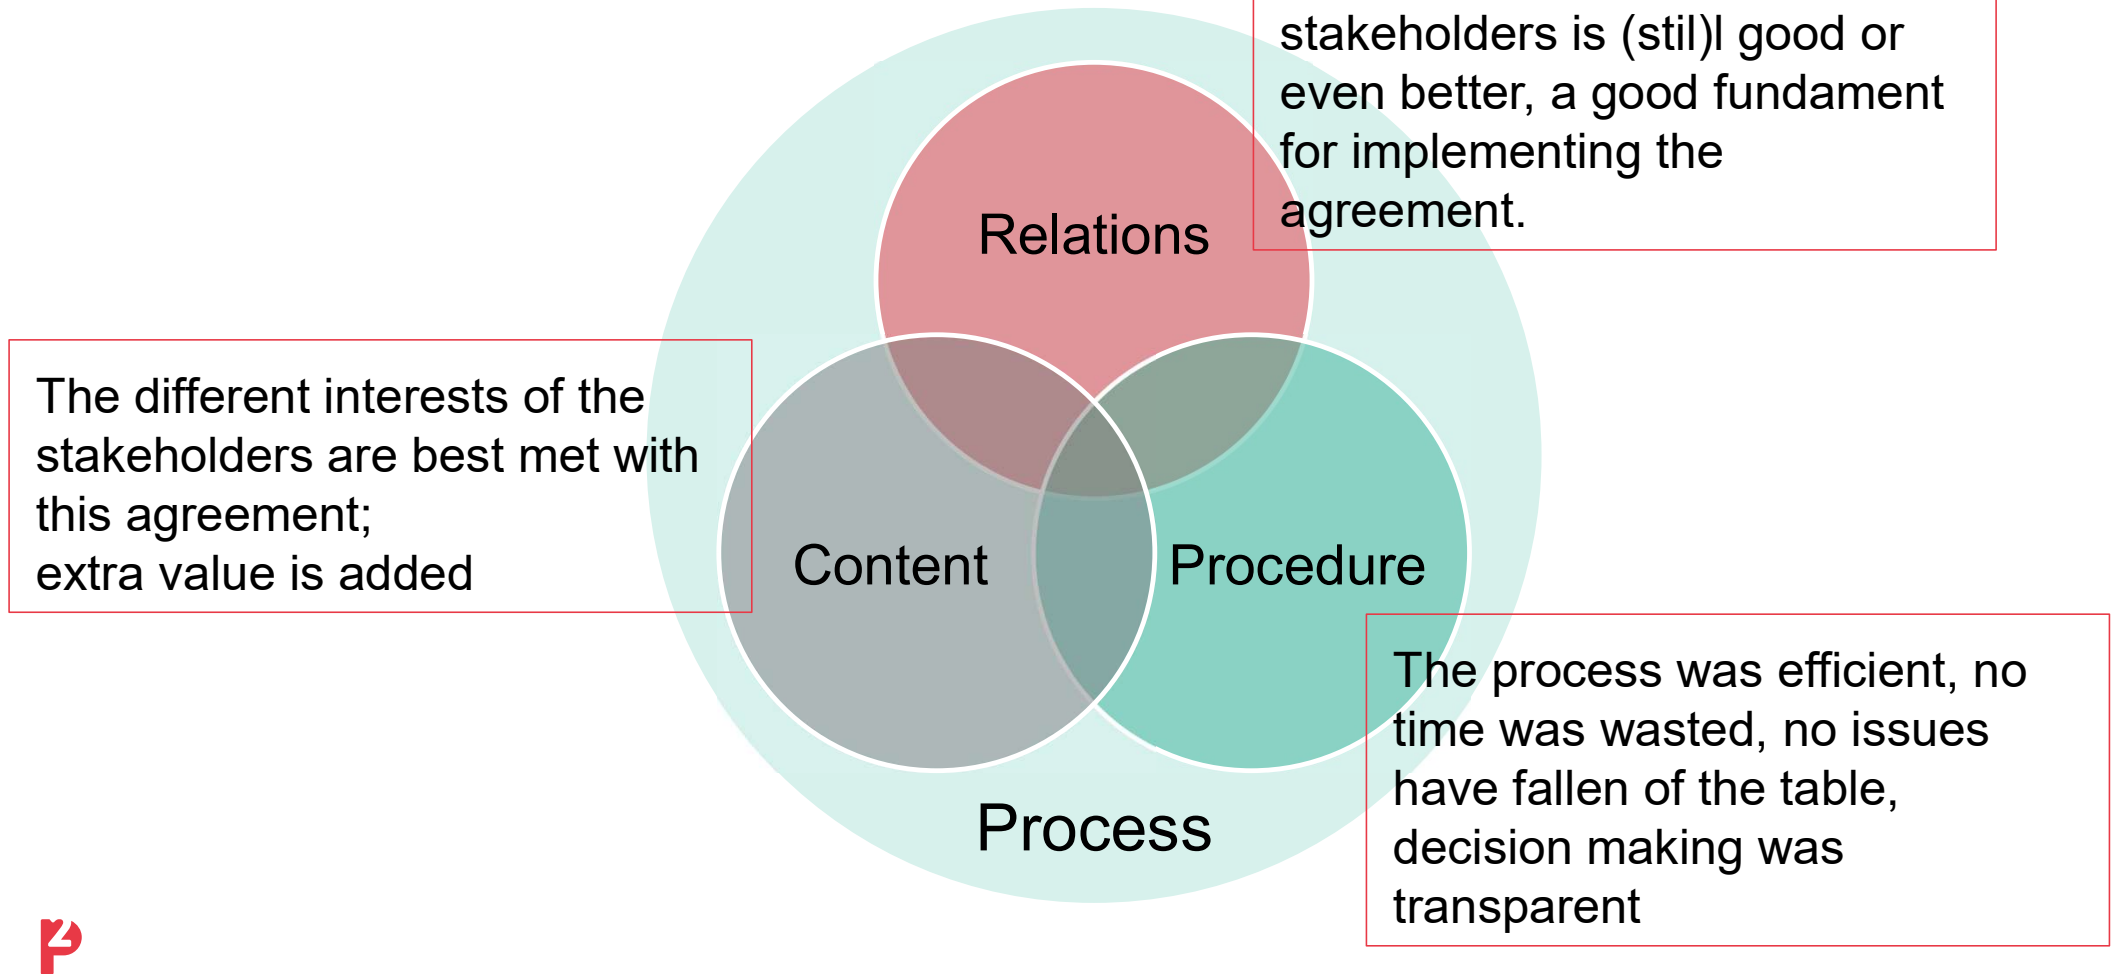 stakeholders is (stil)l good or
even better, a good fundament
for implementing the
agreement.
Relations
The different interests of the
stakeholders are best met with
this agreement;
extra value is added
Content
Procedure
The process was efficient, no
time was wasted, no issues
have fallen of the table,
decision making was
transparent
Process